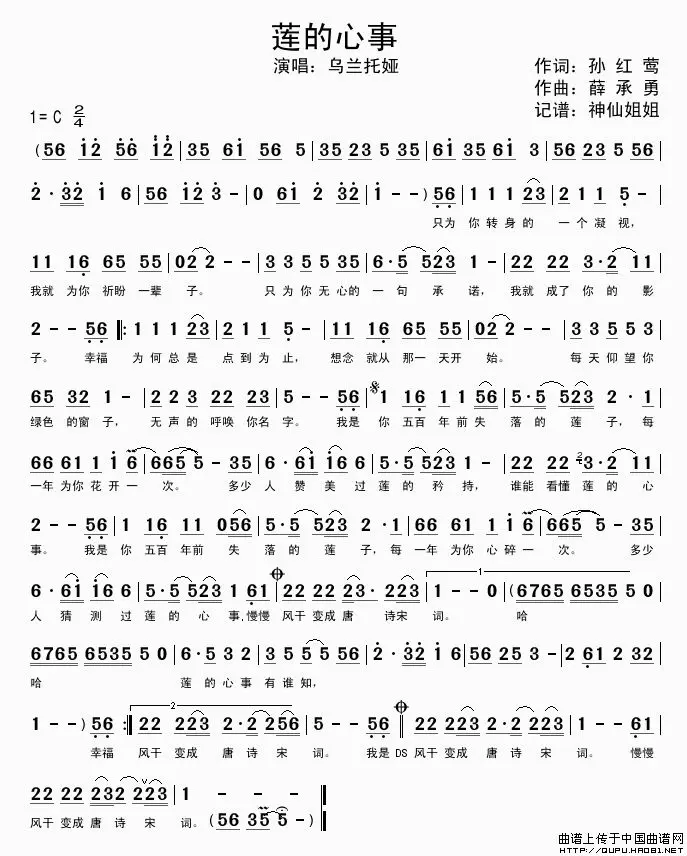 莲的心事
演唱：乌兰托娅
作词：孙 红 莺
作曲：薛 承 勇
记谱：神仙姐姐
1=C 2/4
(56 12 56 12|35 61 56 5|35 23 5 35|61 35 61 3|56 23 5 56|
2·32 1 6|56 12 3-|0 61 2 32|1--)56|1 1 1 23|2 1 1 5-|
只为 你 转 身 的 一 个 凝 视，
11 16 65 55|02 2--|3 3 5 5 35|6·5 523 1|22 22 3·2 11|
我就 为你 祈盼 一辈 子。 只 为 你 无 心的 一 句 承 诺，我就 成了 你 的 影
2--56‖:1 1 1 23|2 1 1 5·-|11 16 65 55|02 2--|3 3 5 5 3|
子。 幸福 为 何 总 是 点 到 为 止， 想念 就从 那一 天开 始。 每 天 仰 望 你
65 32 1-|2 2 3 22 23|5--56|1 16 1 1 56|5·5 523 2·1|
绿色 的窗 子， 无 声 的 呼唤 你名 字。 我是 你 五百 年 前 失 落 的 莲 子，每
66 61 1 1 6|665 5-35|6·61 16 6|5·5 523 1|22 22 23·2 11|
一年 为你 花 开 一 次。 多少 人 赞 美 过 莲 的 矜 持，谁能 看懂 莲 的 心
2--56|1 16 11 056|5·5 523 2·1|66 61 1 1 6|665 5-35|
事。 我是 你 五百 年前 失 落 的 莲 子，每 一年 为你 心 碎 一 次。 多少
6·61 16 6|5·5 523 1 61|22 22 23·223|1--0|(6765 6535 5 0|
人 猜 测 过 莲 的 心 事，慢慢 风干 变成 唐 诗宋 词。 哈
1
6765 6535 5 0|6·5 3 2|3 5 5 5 56|2·32 1 6|56 25 3-|2 61 2 32|
哈 莲 的 心 事 有 谁 知，
2
1--)56:‖22 223 2·2 256|5--56‖22 223 2·2 223|1--61|
幸福 风干 变成 唐 诗 宋 词。 我是 DS 风干 变成 唐 诗 宋 词。 慢慢
22 22 232 223|1---‖
风干 变成 唐 诗 宋 词。(56 35 5-)
曲谱上传于中国曲谱网
HTTP://QUPU.HAO81.NET